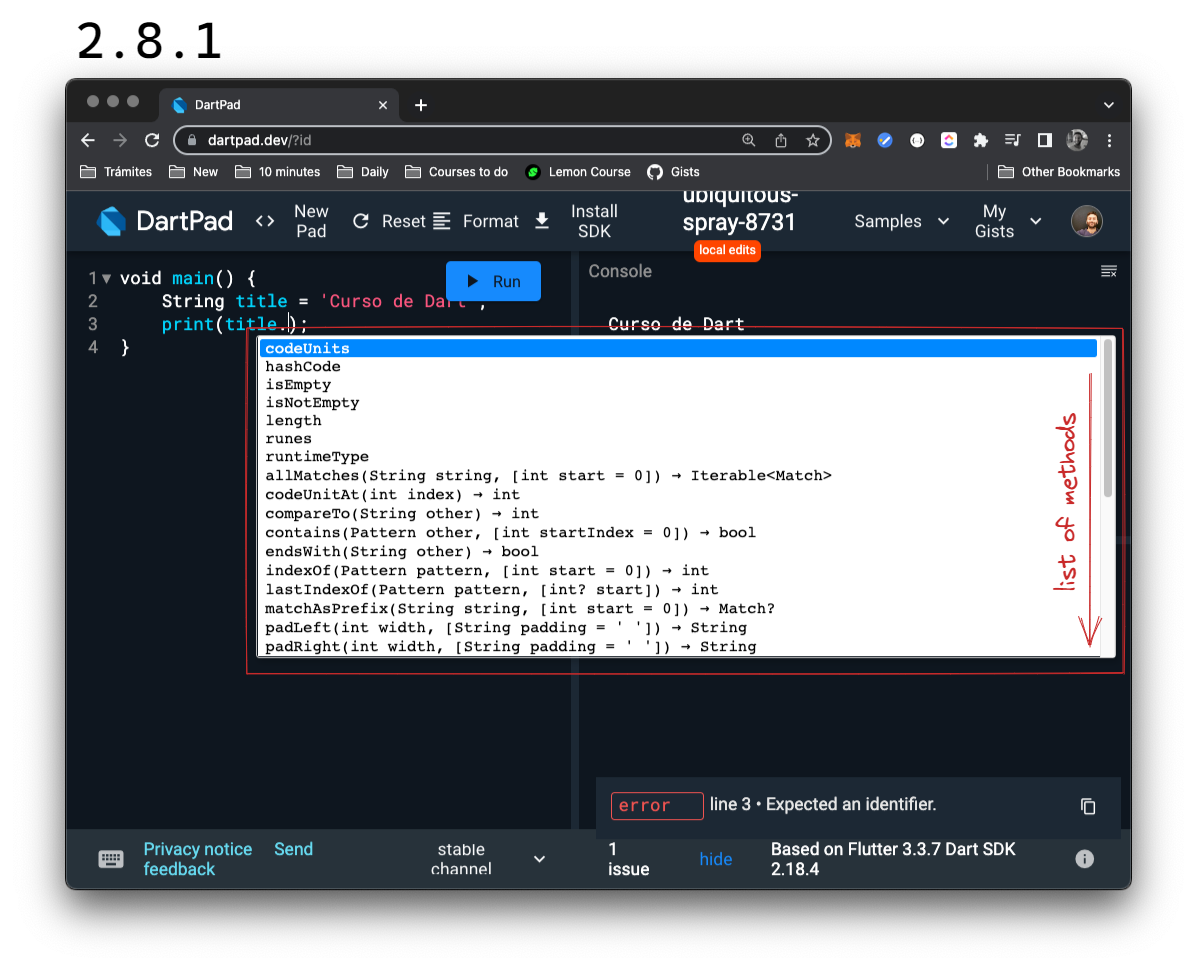 2.8.1
DartPad
dartpad.dev/?id
Trámites New 10 minutes Daily Courses to do Lemon Course Gists Other Bookmarks
DartPad <> New Pad Reset Format Install SDK ubiquitous-spray-8731 Samples My Gists
local edits
1 void main() {
Run
Console
2 String title = 'Curso de Dart';
3 print(title.);
Curso de Dart
4 }
codeUnits
hashCode
isEmpty
isNotEmpty
length
runes
runtimeType
allMatches(String string, [int start = 0]) → Iterable<Match>
codeUnitAt(int index) → int
compareTo(String other) → int
contains(Pattern other, [int startIndex = 0]) → bool
endsWith(String other) → bool
indexOf(Pattern pattern, [int start = 0]) → int
lastIndexOf(Pattern pattern, [int? start]) → int
matchAsPrefix(String string, [int start = 0]) → Match?
padLeft(int width, [String padding = ' ']) → String
padRight(int width, [String padding = ' ']) → String
list of methods
error line 3 • Expected an identifier.
Privacy notice
Send feedback
stable channel
1 issue
hide
Based on Flutter 3.3.7 Dart SDK
2.18.4